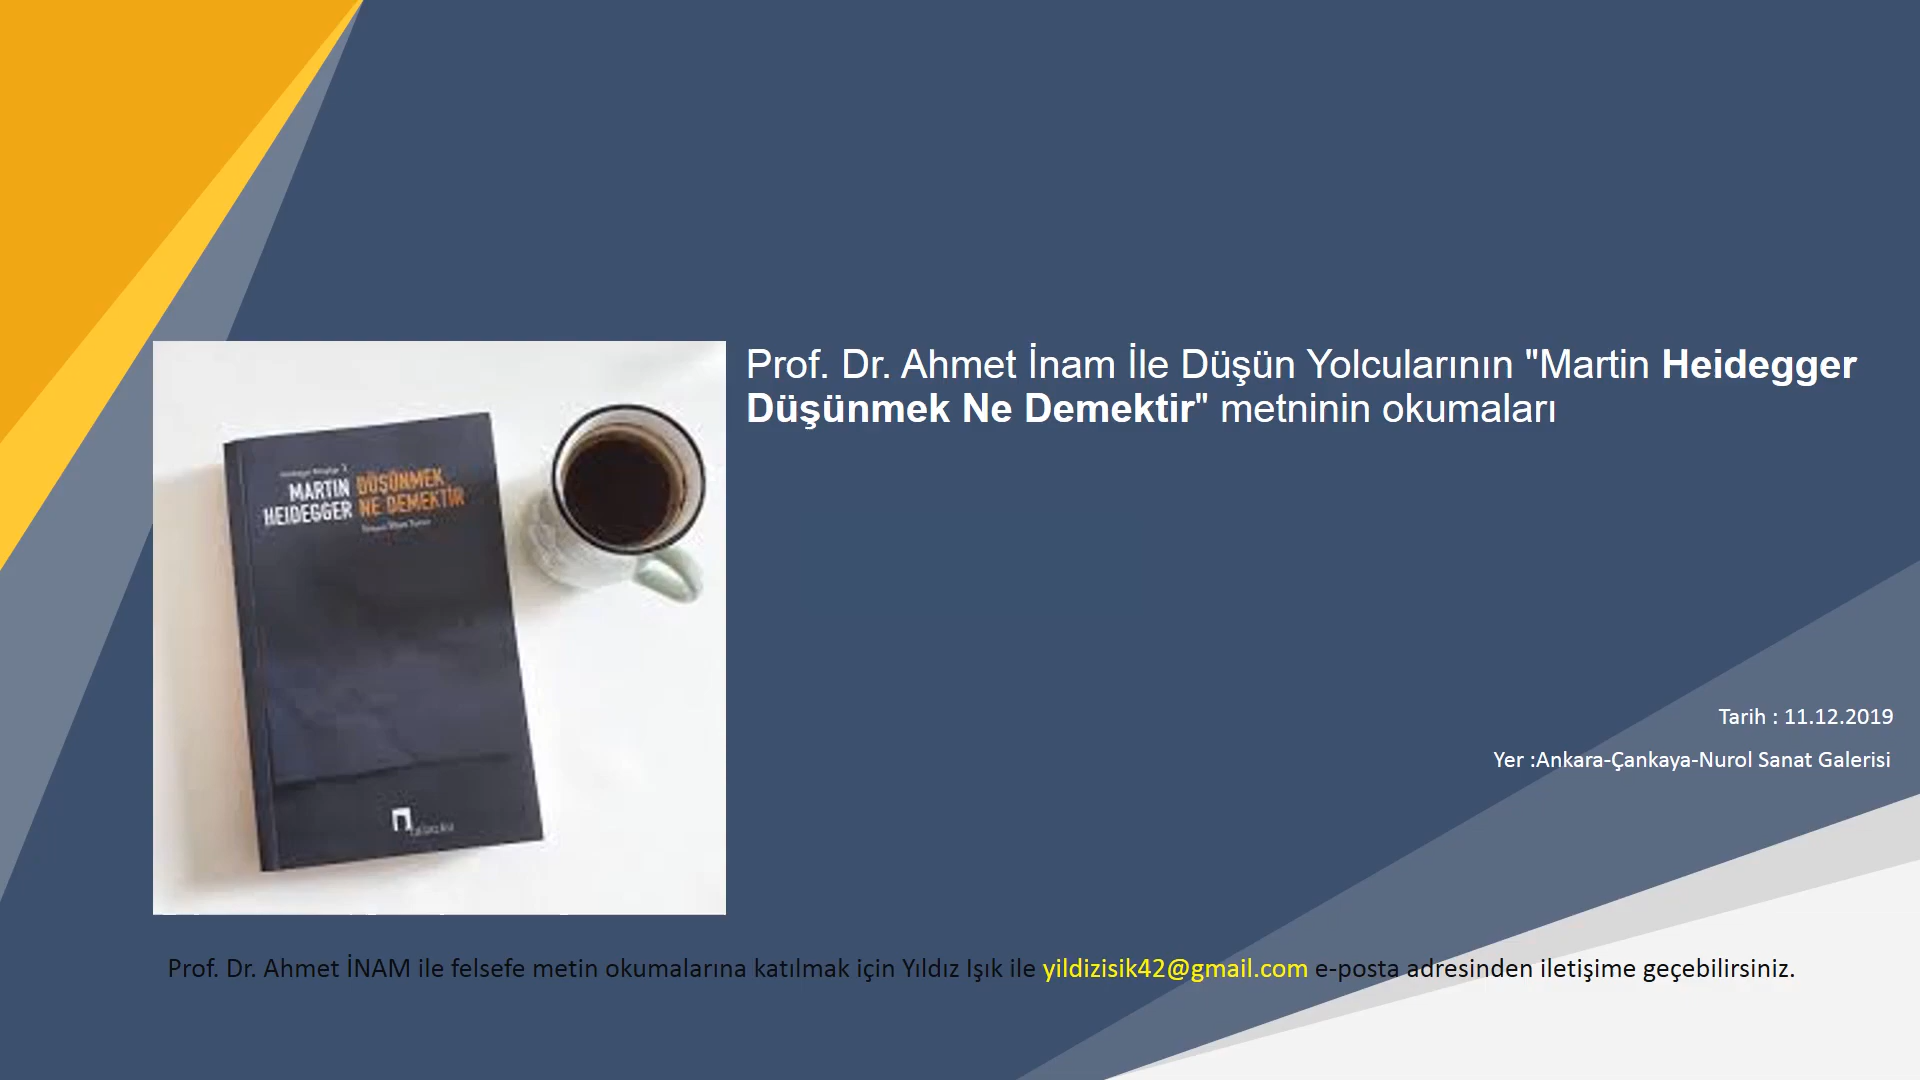 Prof. Dr. Ahmet İnam İle Düşün Yolcularının "Martin Heidegger
Düşünmek Ne Demektir" metninin okumaları
MARTIN
HEIDEGGER
DÜŞÜNMEK
NE DEMEKTİR
Tarih : 11.12.2019
Yer :Ankara-Çankaya-Nurol Sanat Galerisi
Prof. Dr. Ahmet İNAM ile felsefe metin okumalarına katılmak için Yıldız Işık ile yildizisik42@gmail.com e-posta adresinden iletişime geçebilirsiniz.